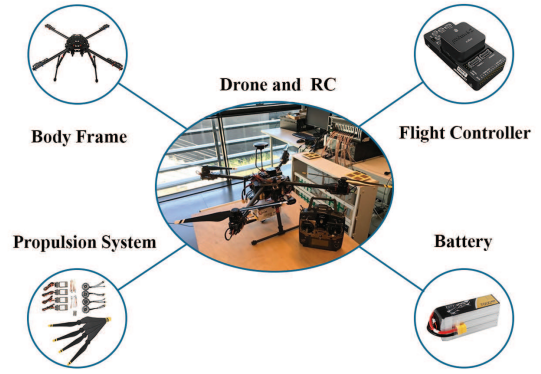 Drone and RC
Body Frame
Flight Controller
Propulsion System
Battery